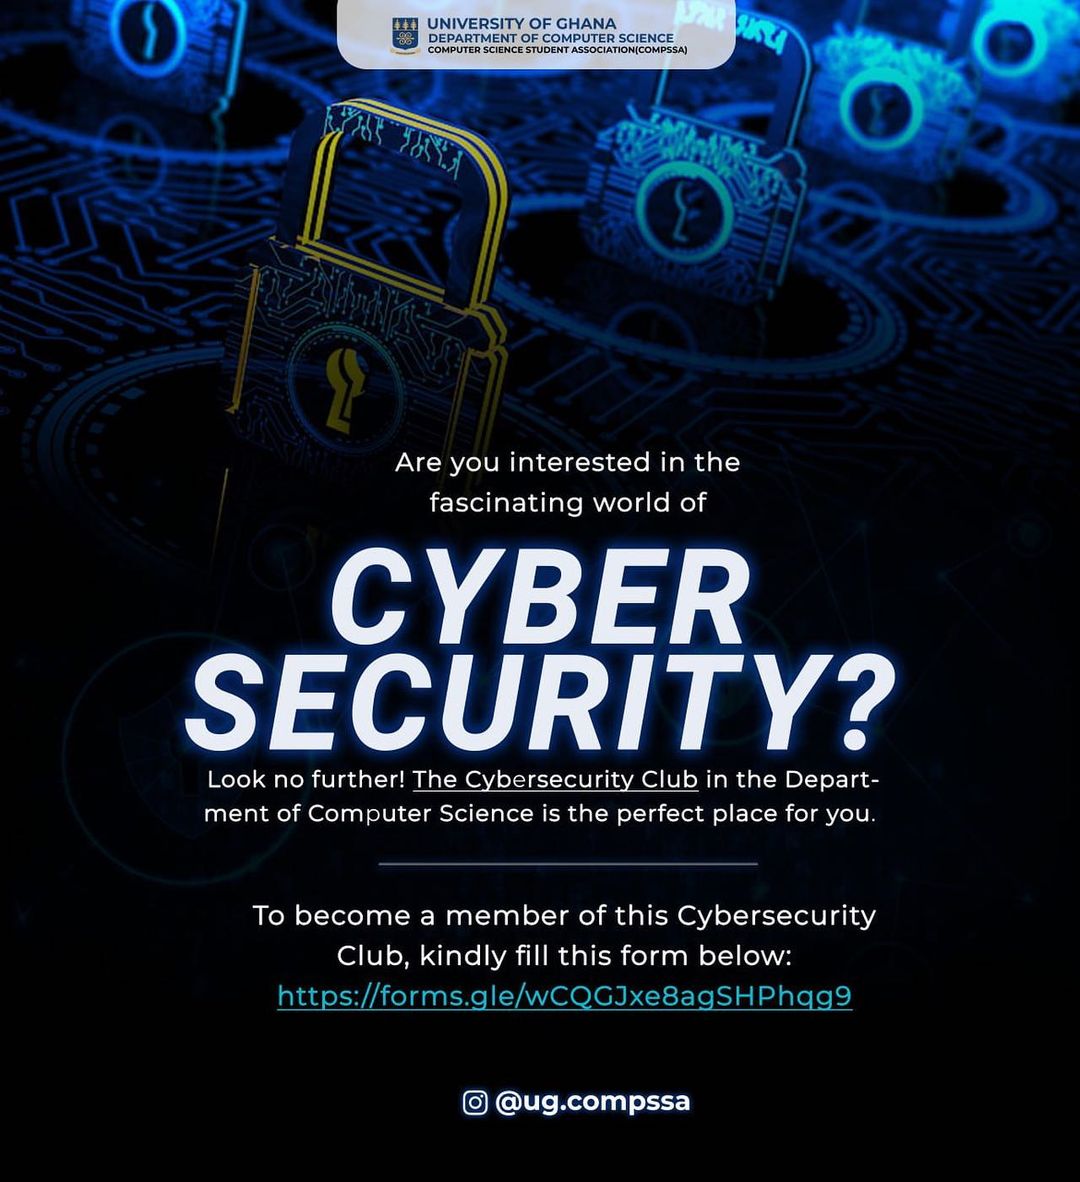 UNIVERSITY OF GHANA
DEPARTMENT OF COMPUTER SCIENCE
COMPUTER SCIENCE STUDENT ASSOCIATION(COMPSSA)
Are you interested in the
fascinating world of
CYBER
SECURITY?
Look no further! The Cybersecurity Club in the Depart-
ment of Computer Science is the perfect place for you.
To become a member of this Cybersecurity
Club, kindly fill this form below:
https://forms.gle/wCQGJxe8agSHPhqg9
@ug.compssa